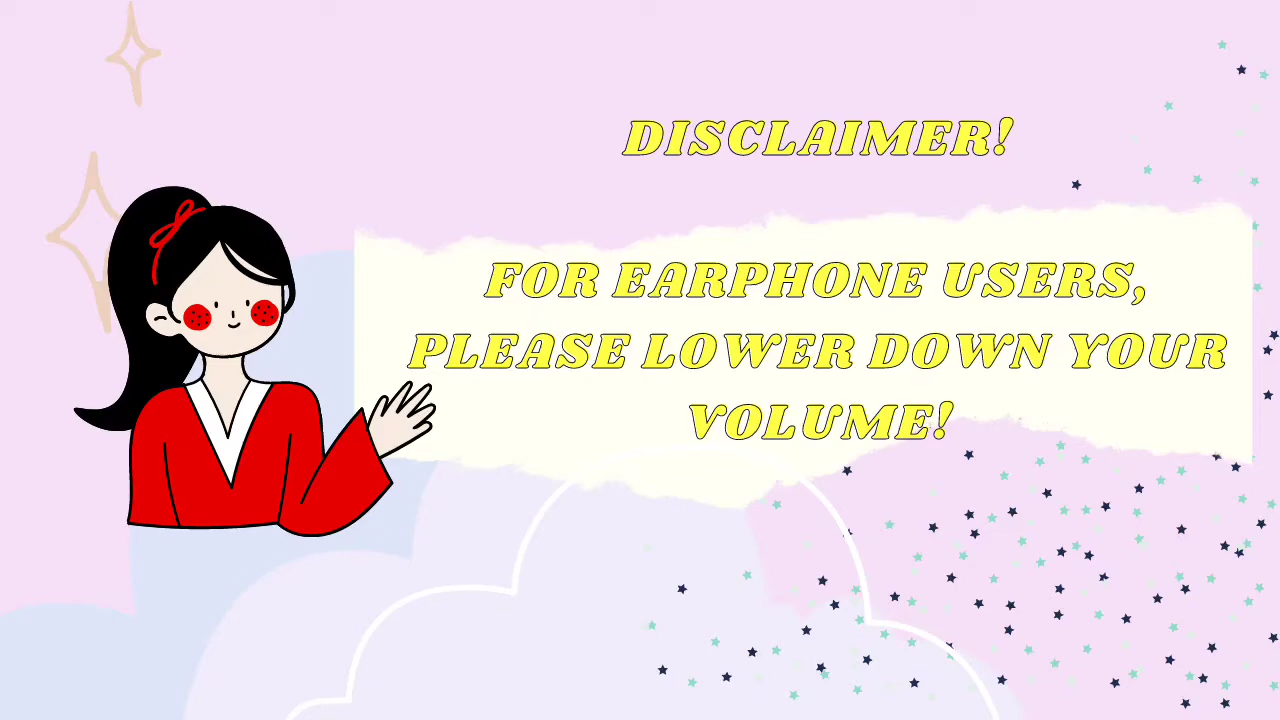 DISCLAIMER!
FOR EARPHONE USERS,
PLEASE LOWER DOWN YOUR
VOLUME!